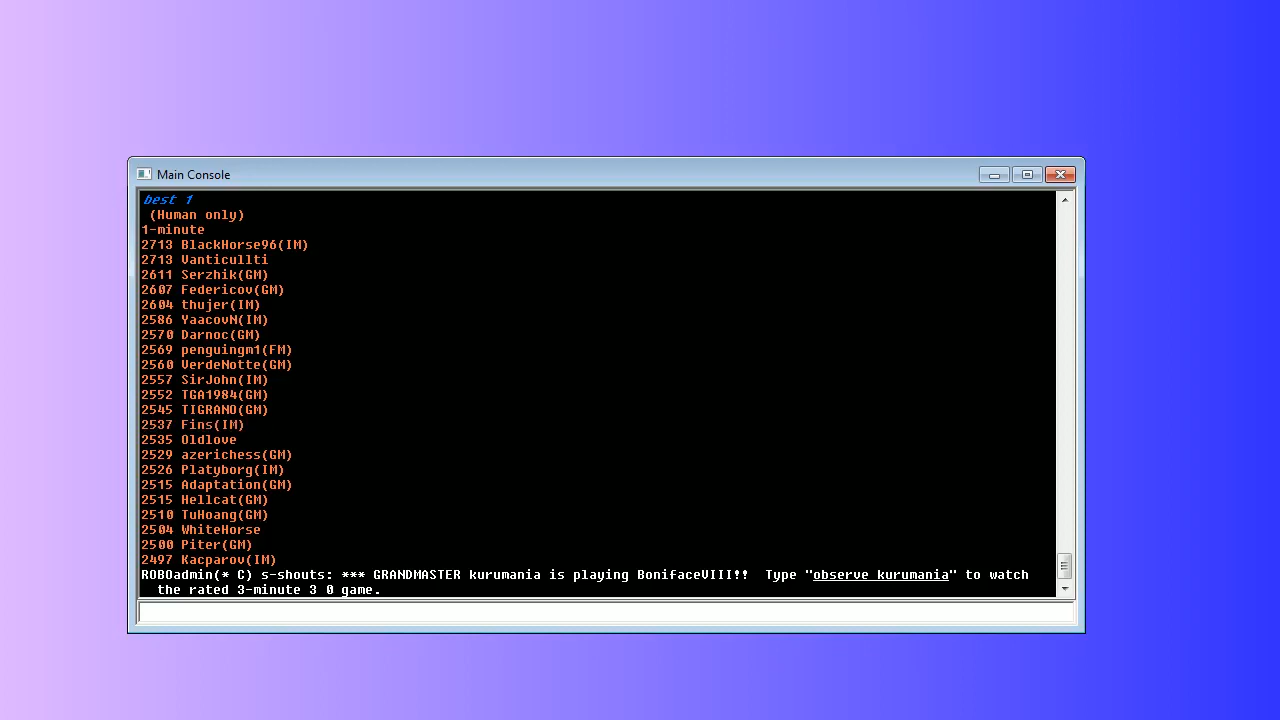 Main Console
best 1
(Human only)
1-minute
2713 BlackHorse96(IM)
2713 Vanticullti
2611 Serzhik(GM)
2607 Federicov(GM)
2604 thujer(IM)
2586 YaacovN(IM)
2570 Darnoc(GM)
2569 penguingm1(FM)
2560 VerdeNotte(GM)
2557 SirJohn(IM)
2552 TGA1984(GM)
2545 TIGRANO(GM)
2537 Fins(IM)
2535 Oldlove
2529 azerichess(GM)
2526 Platyborg(IM)
2515 Adaptation(GM)
2515 Hellcat(GM)
2510 TuHoang(GM)
2504 WhiteHorse
2500 Piter(GM)
2497 Kacparov(IM)
ROBOadmin(* C) s-shouts: *** GRANDMASTER kurumania is playing BonifaceVIII!!  Type "observe kurumania" to watch
the rated 3-minute 3 0 game.